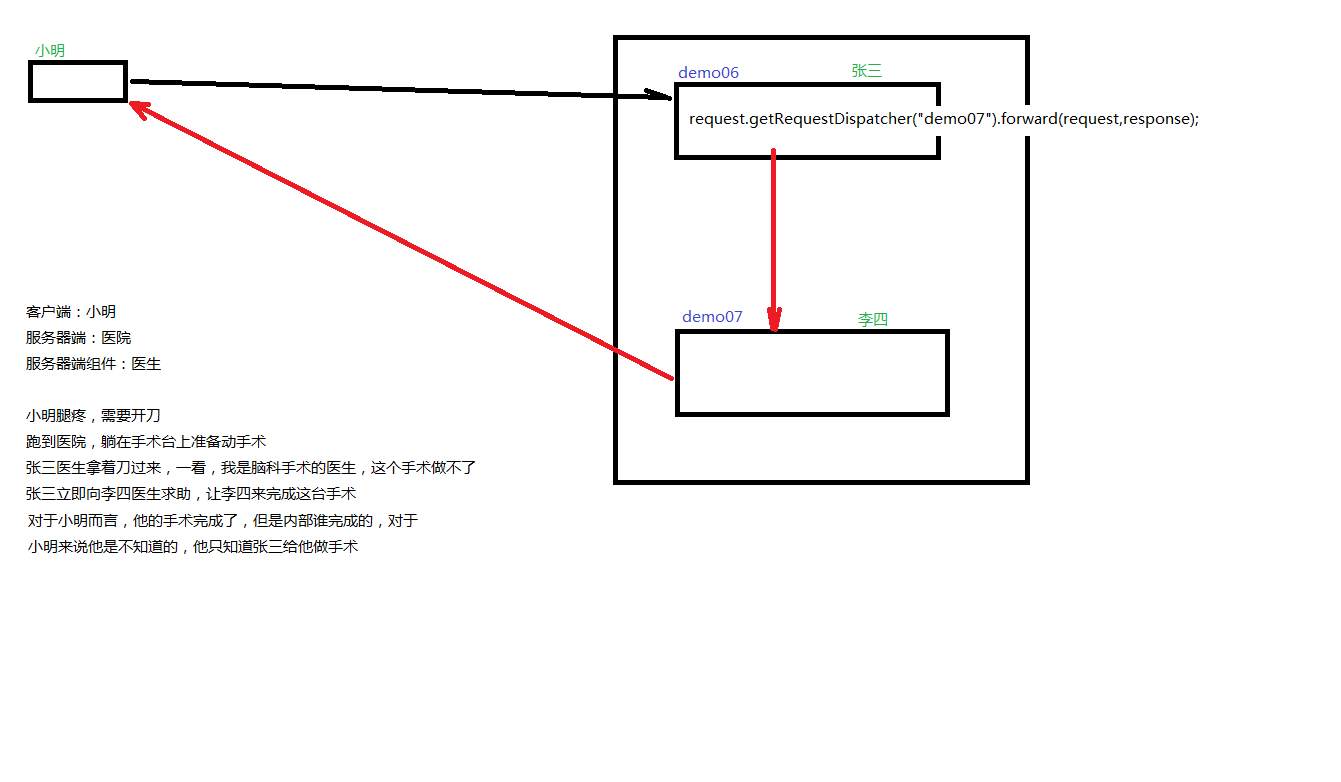 小明
demo06
张三
request.getRequestDispatcher("demo07").forward(request,response);
demo07
李四
客户端：小明
服务器端：医院
服务器端组件：医生
小明腿疼，需要开刀
跑到医院，躺在手术台上准备动手术
张三医生拿着刀过来，一看，我是脑科手术的医生，这个手术做不了
张三立即向李四医生求助，让李四来完成这台手术
对于小明而言，他的手术完成了，但是内部谁完成的，对于
小明来说他是不知道的，他只知道张三给他做手术